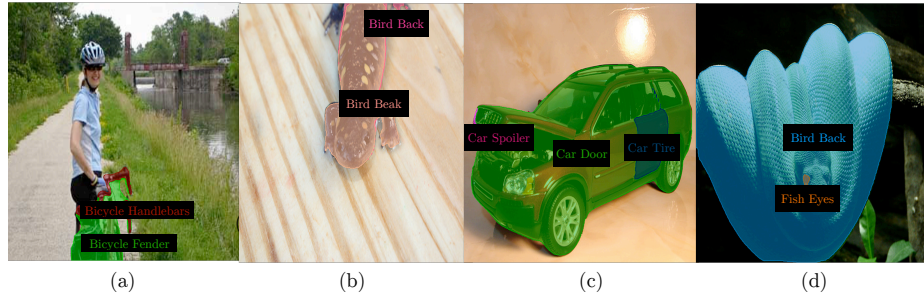 Bird Back
Bird Beak
Car Spoiler
Car Door
Car Tire
Bird Back
Fish Eyes
Bicycle Handlebars
Bicycle Fender
(a)
(b)
(c)
(d)